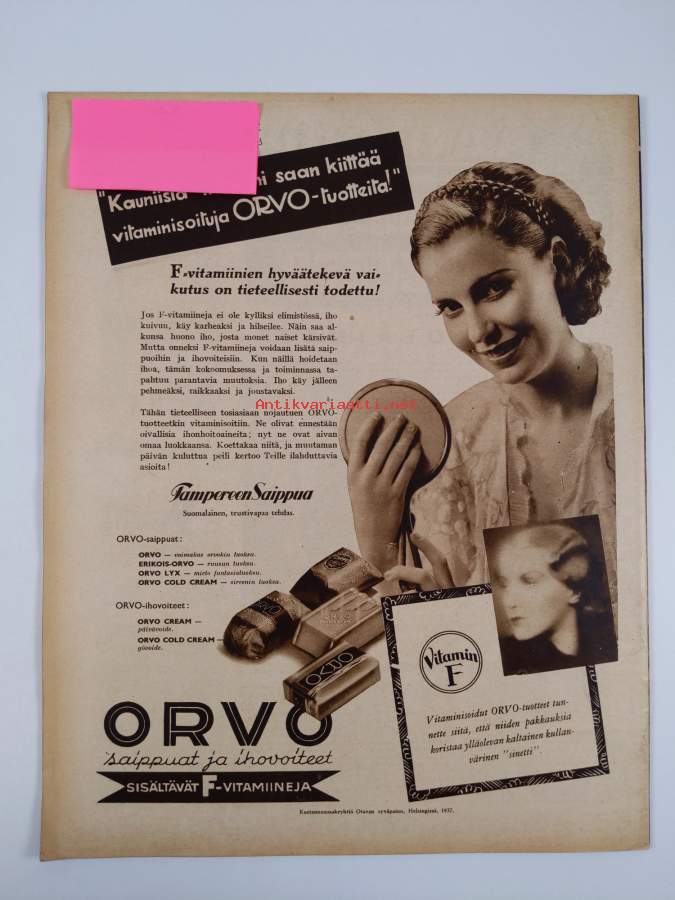 "Kauniista ni saan kiittää
vitaminisoituja ORVO-tuotteita!"
F-vitamiinien hyväätekevä vai-
kutus on tieteellisesti todettu!
Jos F-vitamiineja ei ole kylliksi elimistössä, iho
kuivuu, käy karheaksi ja hilseilee. Näin saa al-
kunsa huono iho, josta monet naiset kärsivät.
Mutta onneksi F-vitamiineja voidaan lisätä saip-
puoihin ja ihovoiteisiin. Kun näillä hoidetaan
ihoa, tämän kokoomuksessa ja toiminnassa ta-
pahtuu parantavia muutoksia. Iho käy jälleen
pehmeäksi, raikkaaksi ja joustavaksi.
Antikvariaatti.net
Tähän tieteelliseen tosiasiaan nojautuen ORVO-
tuotteetkin vitaminisoitiin. Ne olivat ennestään
oivallisia ihonhoitoaineita; nyt ne ovat aivan
omaa luokkaansa. Koettakaa niitä, ja muutaman
päivän kuluttua peili kertoo Teille ilahduttavia
asioita!
Tampereen Saippua
Suomalainen, trustivapaa tehdas.
ORVO-saippuat:
ORVO – voimakas orvokin tuoksu.
ERIKOIS-ORVO – ruusun tuoksu.
ORVO LYX – mieto fantasiatuoksu.
ORVO COLD CREAM – sireenin tuoksu.
ORVO-ihovoiteet:
ORVO CREAM –
päivävoide.
ORVO COLD CREAM –
yövoide.
ORVO
ORVO
Vitamin
F
Vitaminisoidut ORVO-tuotteet tun-
nette siitä, että niiden pakkauksia
koristaa ylläolevan kaltainen kullan-
värinen "sinetti".
ORVO
saippuat ja ihovoiteet
SISÄLTÄVÄT F-VITAMIINEJA
Kustannusosakeyhtiö Otavan syväpaino, Helsingissä, 1937.